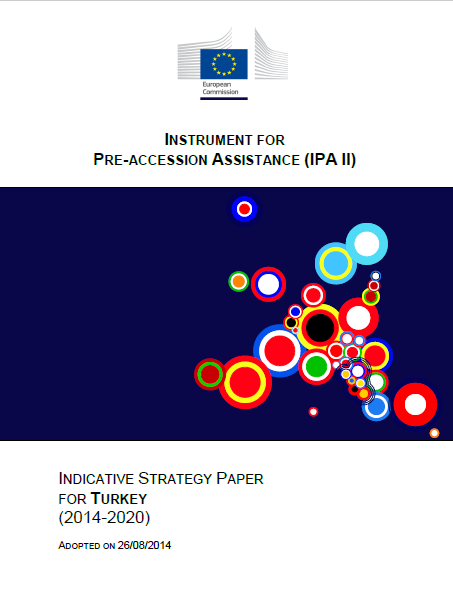 European
Commission
INSTRUMENT FOR
PRE-ACCESSION ASSISTANCE (IPA II)
INDICATIVE STRATEGY PAPER
FOR TURKEY
(2014-2020)
ADOPTED ON 26/08/2014